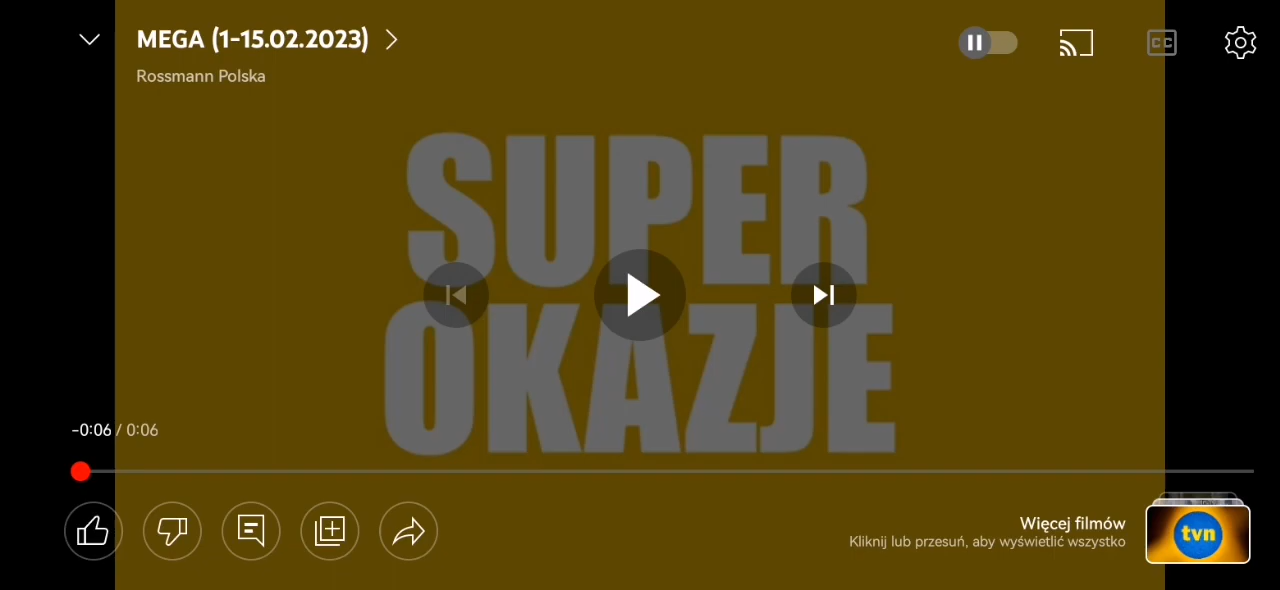 MEGA (1-15.02.2023)
Rossmann Polska
CC
SUPER
OKAZJE
-0:06 / 0:06
Więcej filmów
Kliknij lub przesuń, aby wyświetlić wszystko
tvn